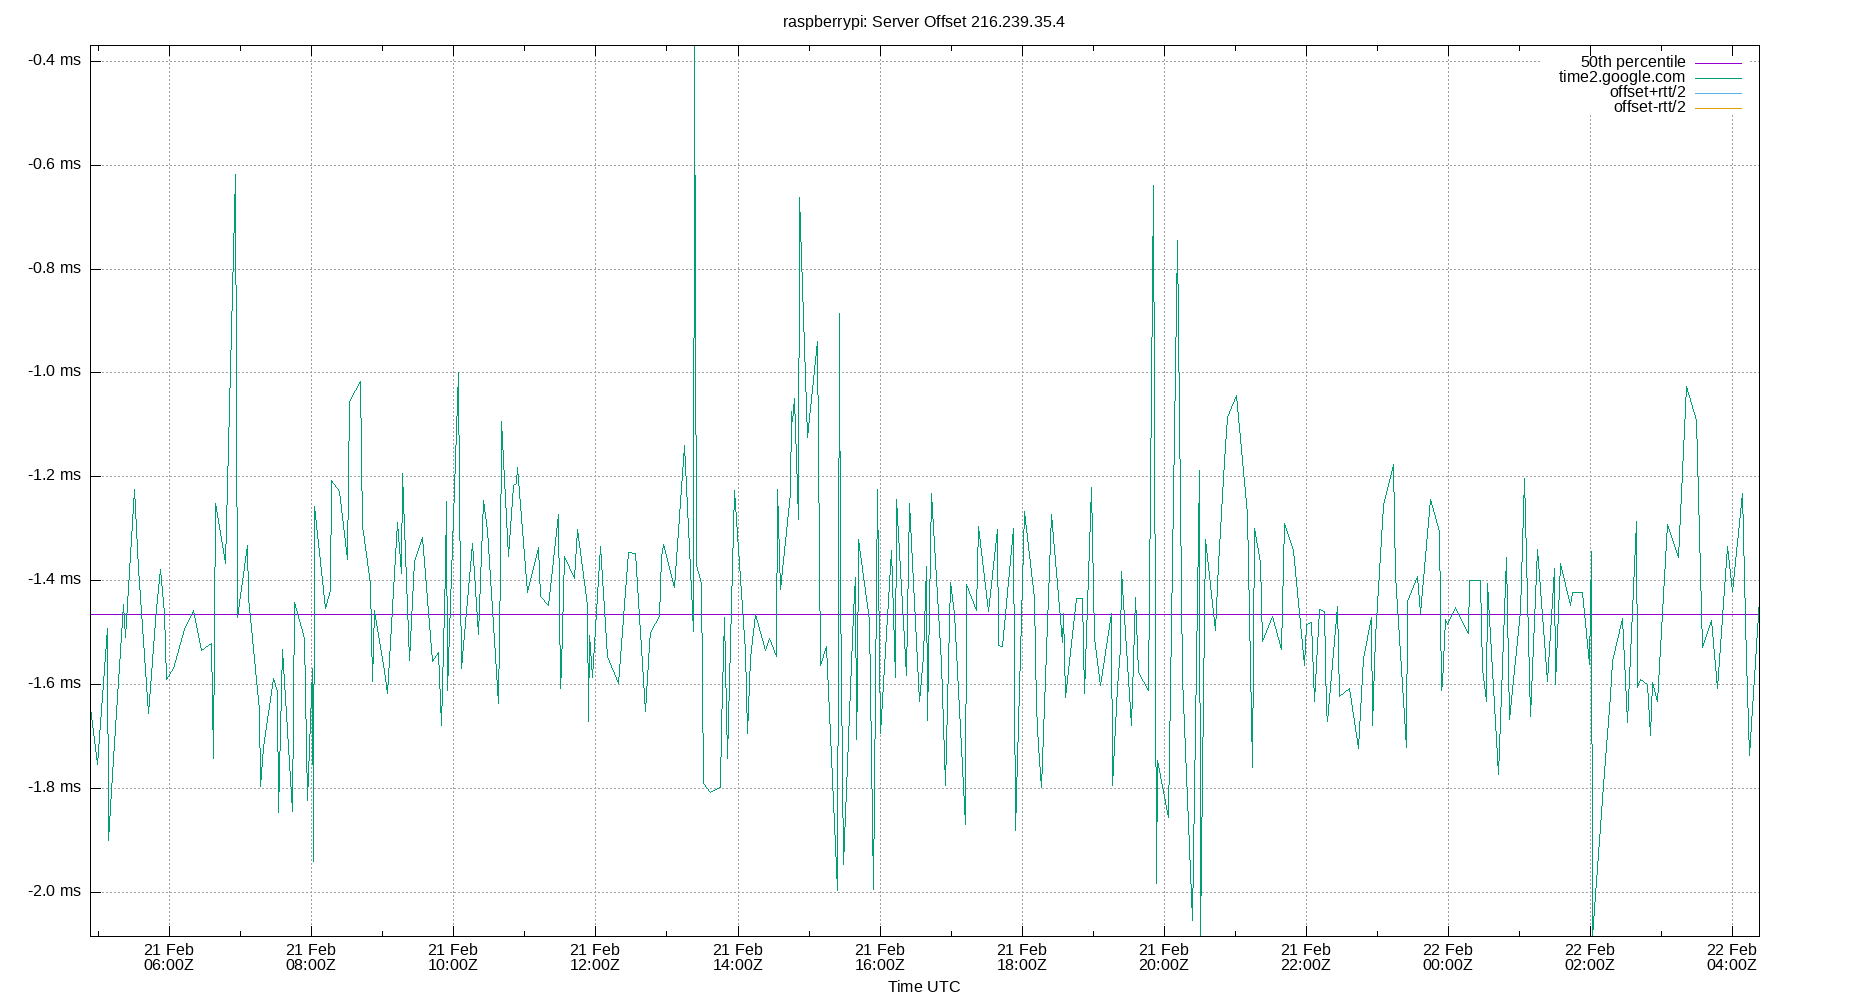 raspberrypi: Server Offset 216.239.35.4
-0.4 ms
-0.6 ms
-0.8 ms
-1.0 ms
-1.2 ms
-1.4 ms
-1.6 ms
-1.8 ms
-2.0 ms
50th percentile
time2.google.com
offset+rtt/2
offset-rtt/2
21 Feb 21 Feb 21 Feb 21 Feb 21 Feb 21 Feb 21 Feb 21 Feb 21 Feb 22 Feb 22 Feb 22 Feb
06:00Z 08:00Z 10:00Z 12:00Z 14:00Z 16:00Z 18:00Z 20:00Z 22:00Z 00:00Z 02:00Z 04:00Z
Time UTC